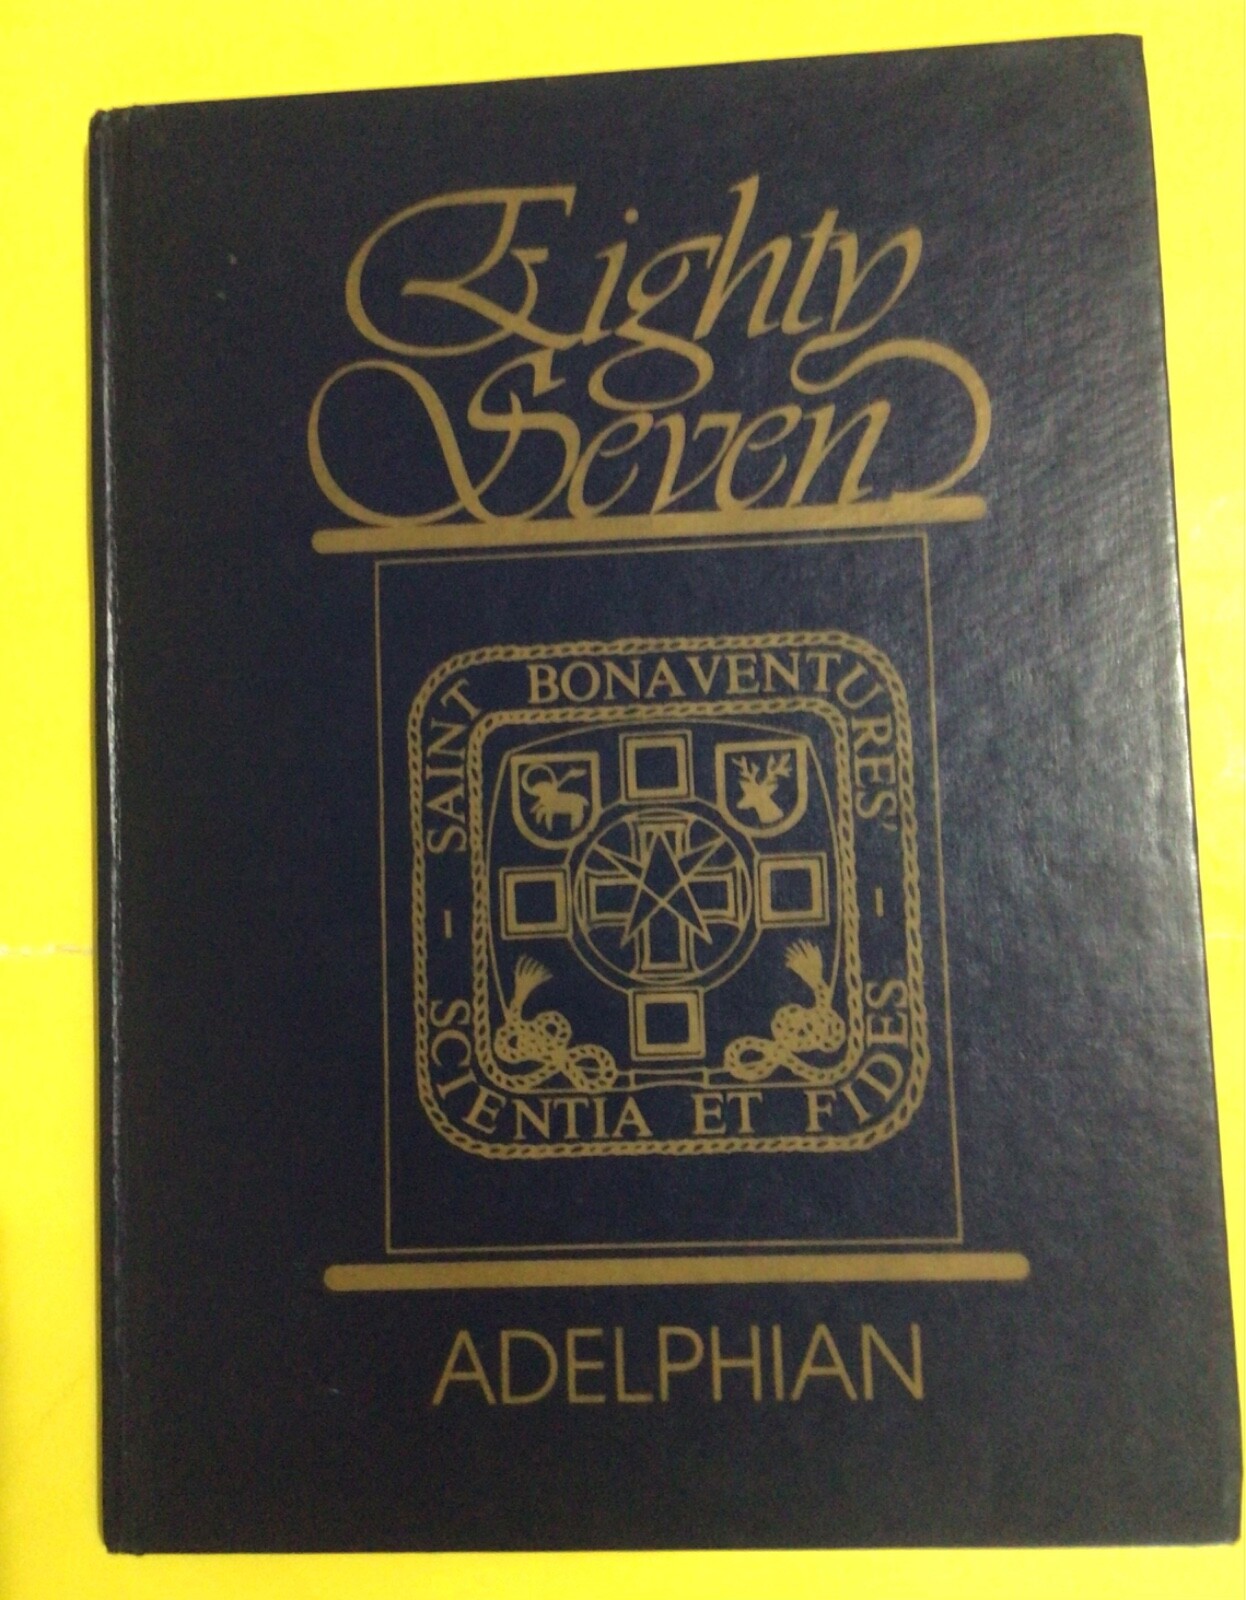 Eighty
Seven
SAINT BONAVENTURES' - SCIENTIA ET FIDES -
ADELPHIAN